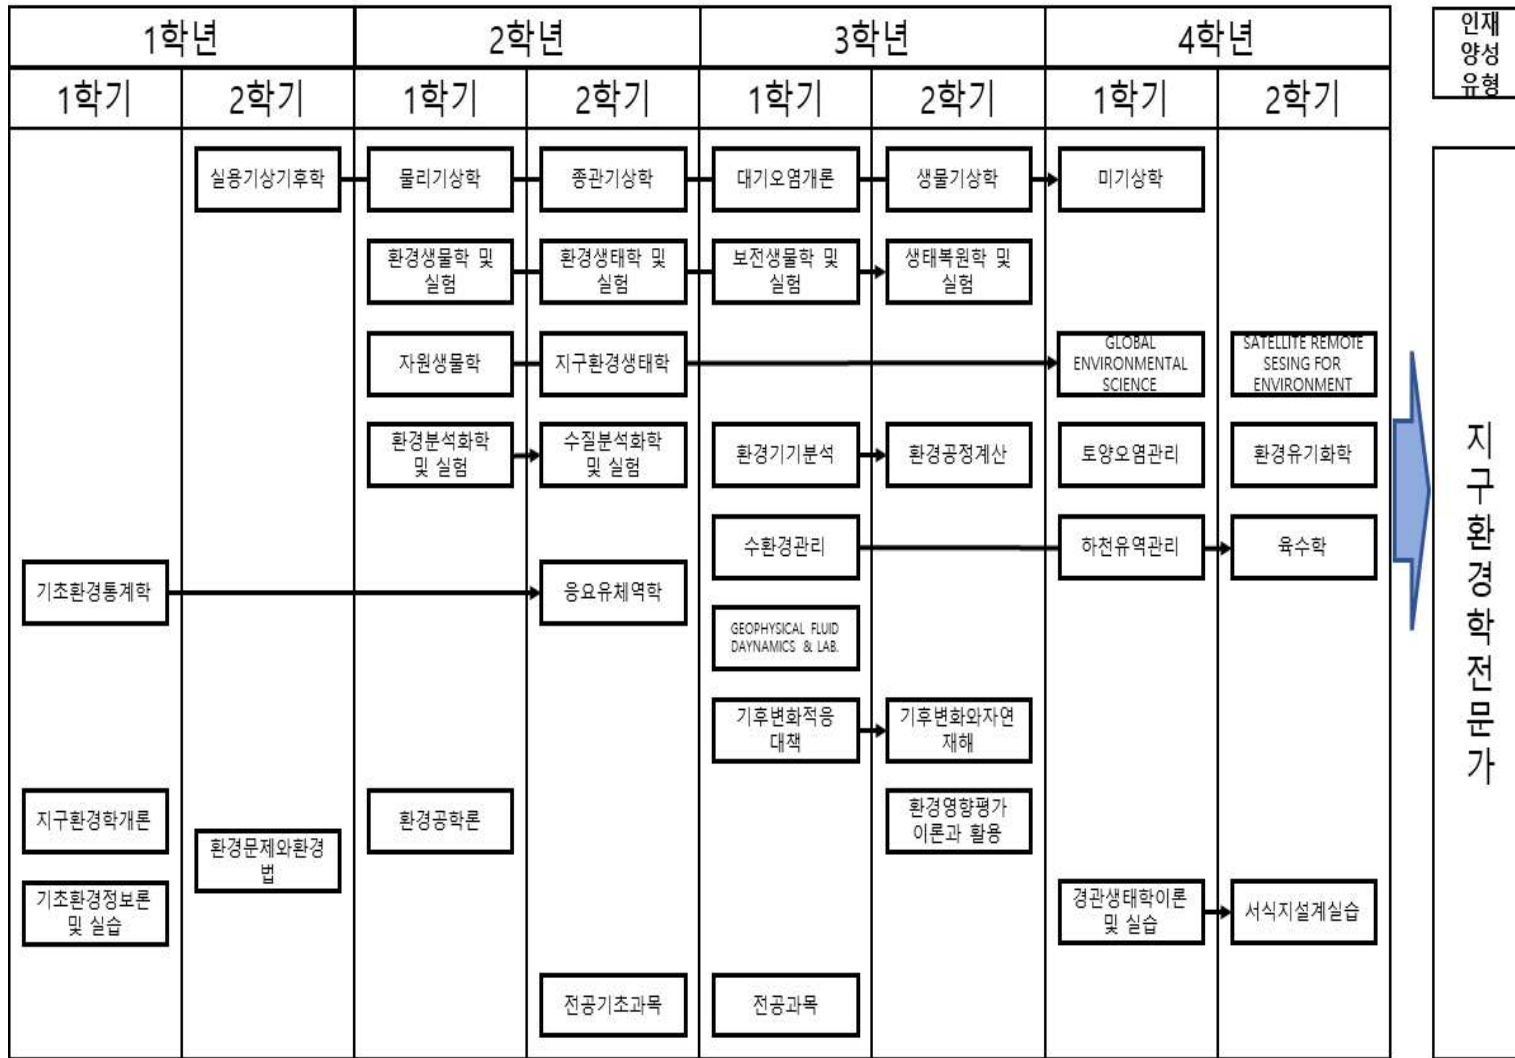 1학년 2학년 3학년 4학년
인재
양성
유형
1학기 2학기 1학기 2학기 1학기 2학기 1학기 2학기
실용기상기후학 물리기상학 종관기상학 대기오염개론 생물기상학 미기상학
환경생물학 및
실험
환경생태학 및
실험
보전생물학 및
실험
생태복원학 및
실험
자원생물학 지구환경생태학
GLOBAL
ENVIRONMENTAL
SCIENCE
SATELLITE REMOTE
SESING FOR
ENVIRONMENT
환경분석화학
및 실험
수질분석화학
및 실험
환경기기분석 환경공정계산 토양오염관리 환경유기화학
수환경관리 하천유역관리 육수학
기초환경통계학 응요유체역학
GEOPHYSICAL FLUID
DAYNAMICS & LAB.
기후변화적응
대책
기후변화와자연
재해
지구환경학개론
환경문제와환경
법
환경공학론
환경영향평가
이론과 활용
기초환경정보론
및 실습
경관생태학이론
및 실습
서식지설계실습
전공기초과목 전공과목
지
구
환
경
학
전
문
가